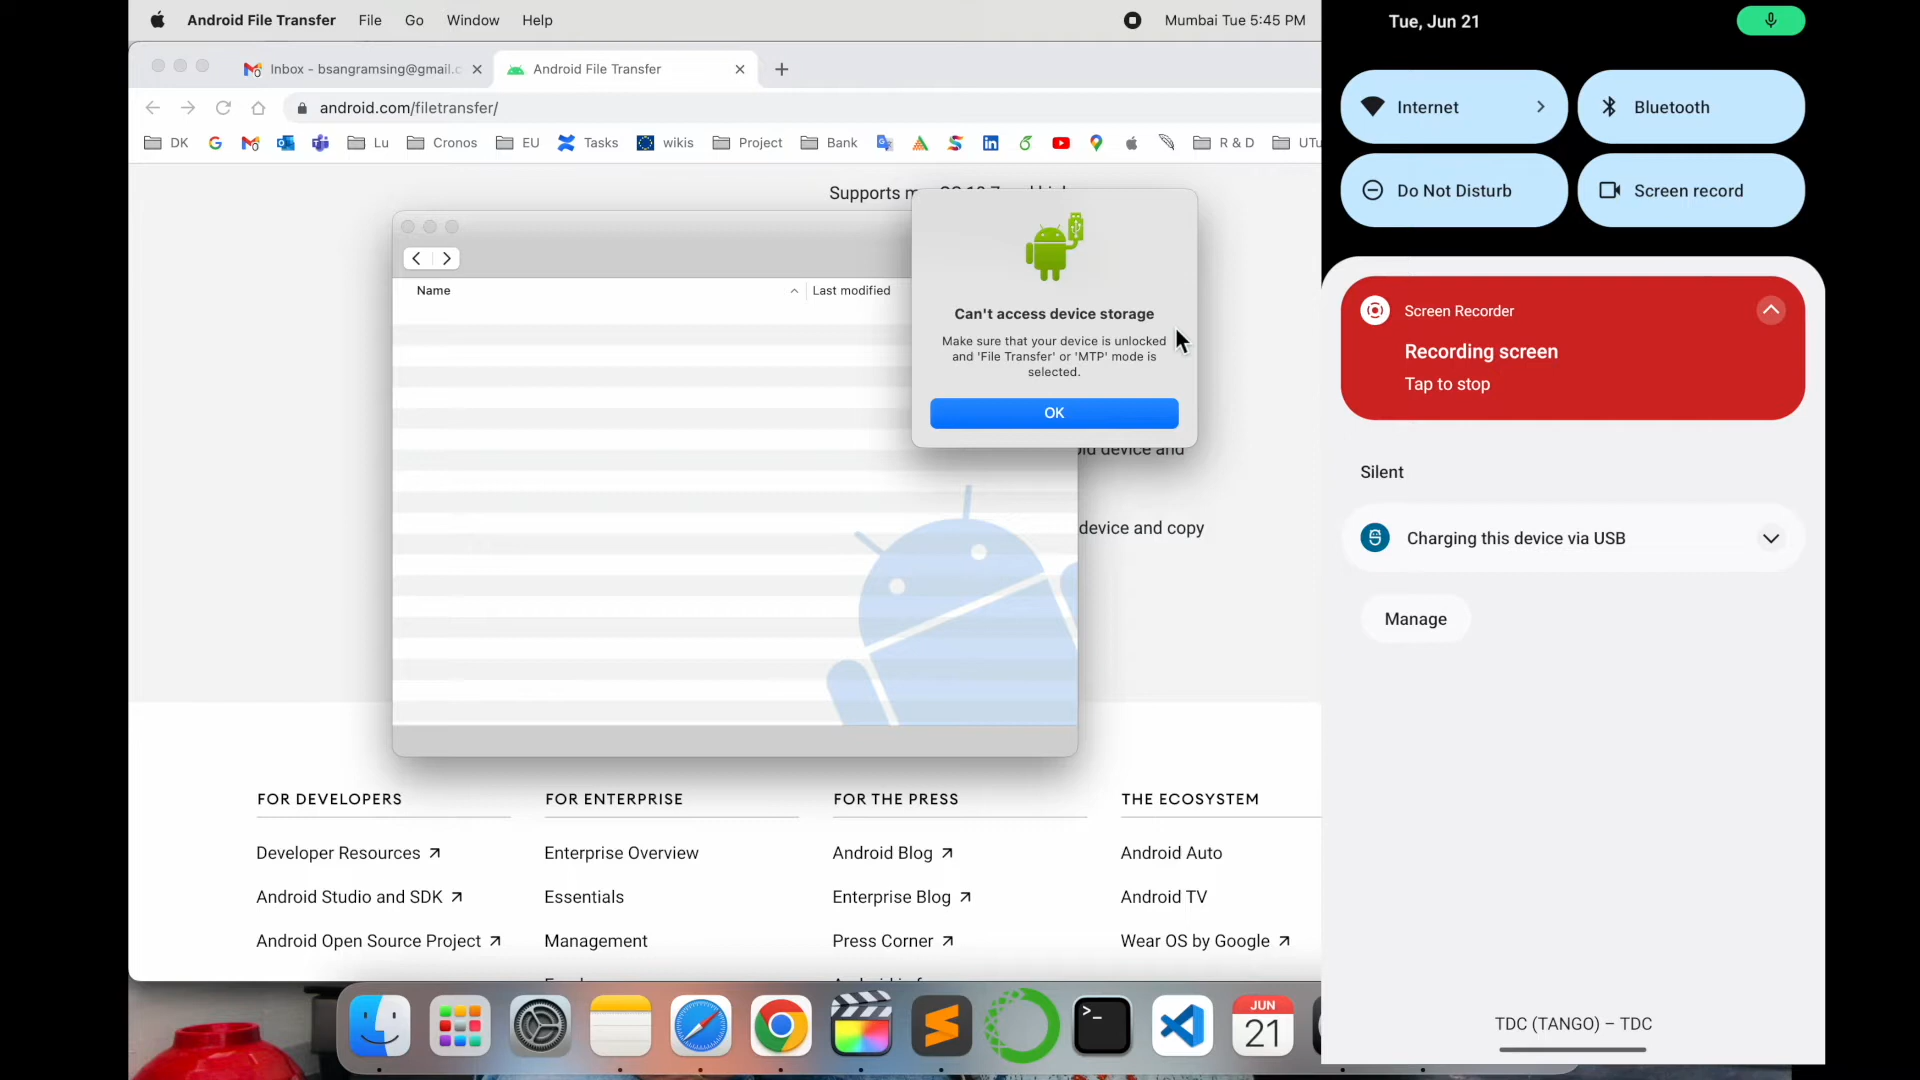 Android File Transfer File Go Window Help
Mumbai Tue 5:45 PM
Inbox - bsangramsing@gmail.c
Android File Transfer
android.com/filetransfer/
DK
Lu
Cronos
EU
Tasks
wikis
Project
Bank
R & D
UTu
Supports
Name
Last modified
Can't access device storage
Make sure that your device is unlocked
and 'File Transfer' or 'MTP' mode is
selected.
OK
device and
device and copy
FOR DEVELOPERS
Developer Resources
Android Studio and SDK
Android Open Source Project
FOR ENTERPRISE
Enterprise Overview
Essentials
Management
FOR THE PRESS
Android Blog
Enterprise Blog
Press Corner
THE ECOSYSTEM
Android Auto
Android TV
Wear OS by Google
JUN
21
Tue, Jun 21
Internet
Bluetooth
Do Not Disturb
Screen record
Screen Recorder
Recording screen
Tap to stop
Silent
Charging this device via USB
Manage
TDC (TANGO) – TDC